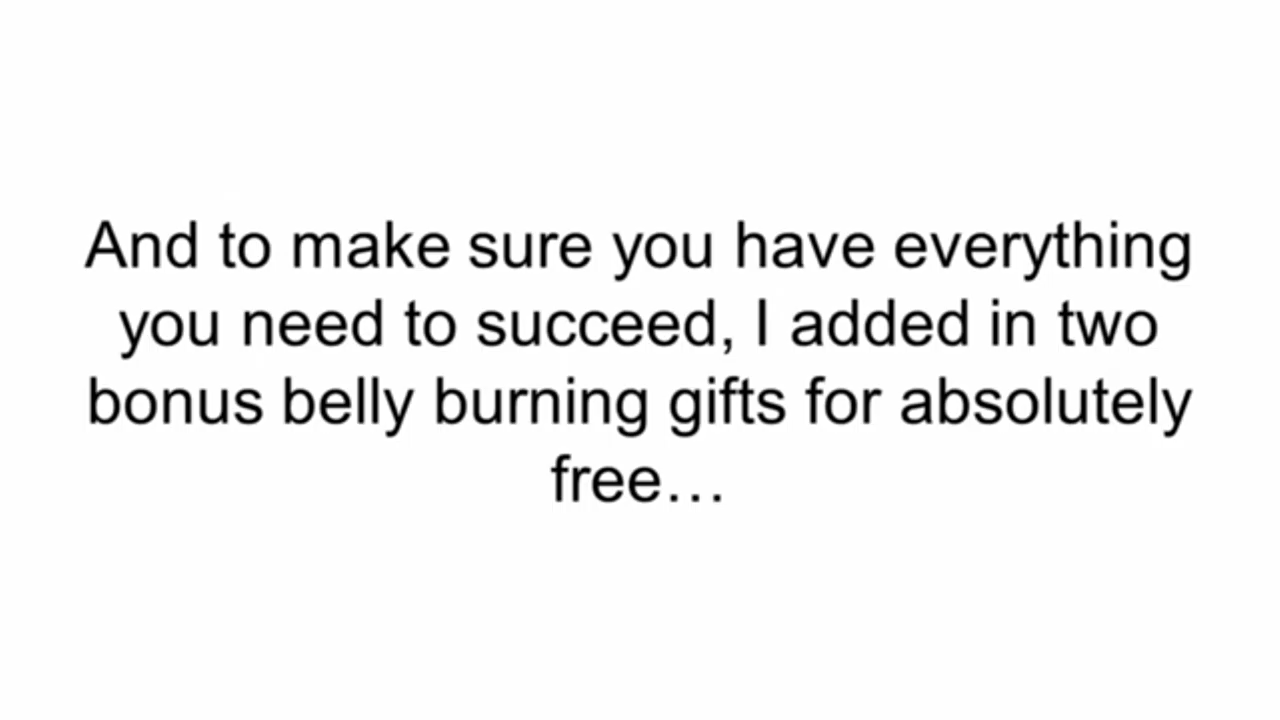 And to make sure you have everything
you need to succeed, I added in two
bonus belly burning gifts for absolutely
free…